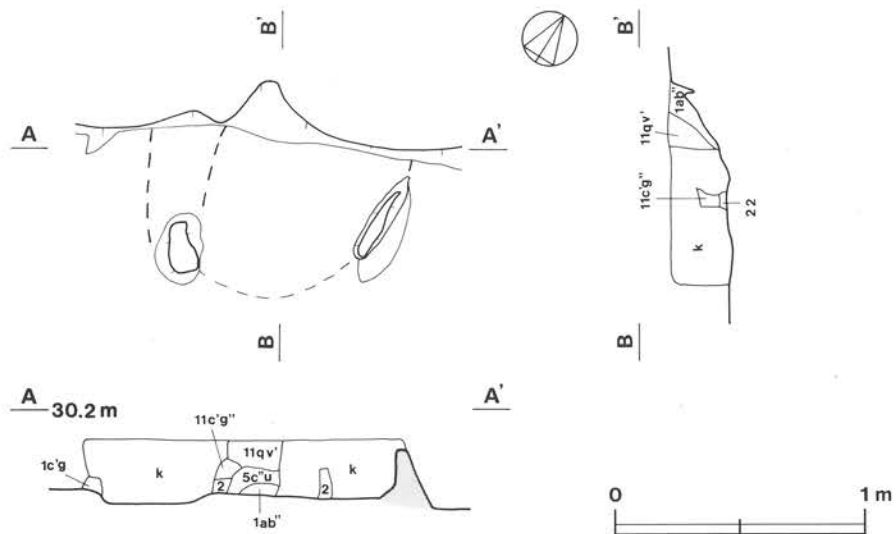 B'
B'
A
A'
1ab''
11qv'
11c'g''
22
k
B
B
A 30.2 m
A'
11c'g''
11qv'
1c'g
k
5c''u
k
2
2
1ab''
0
1 m